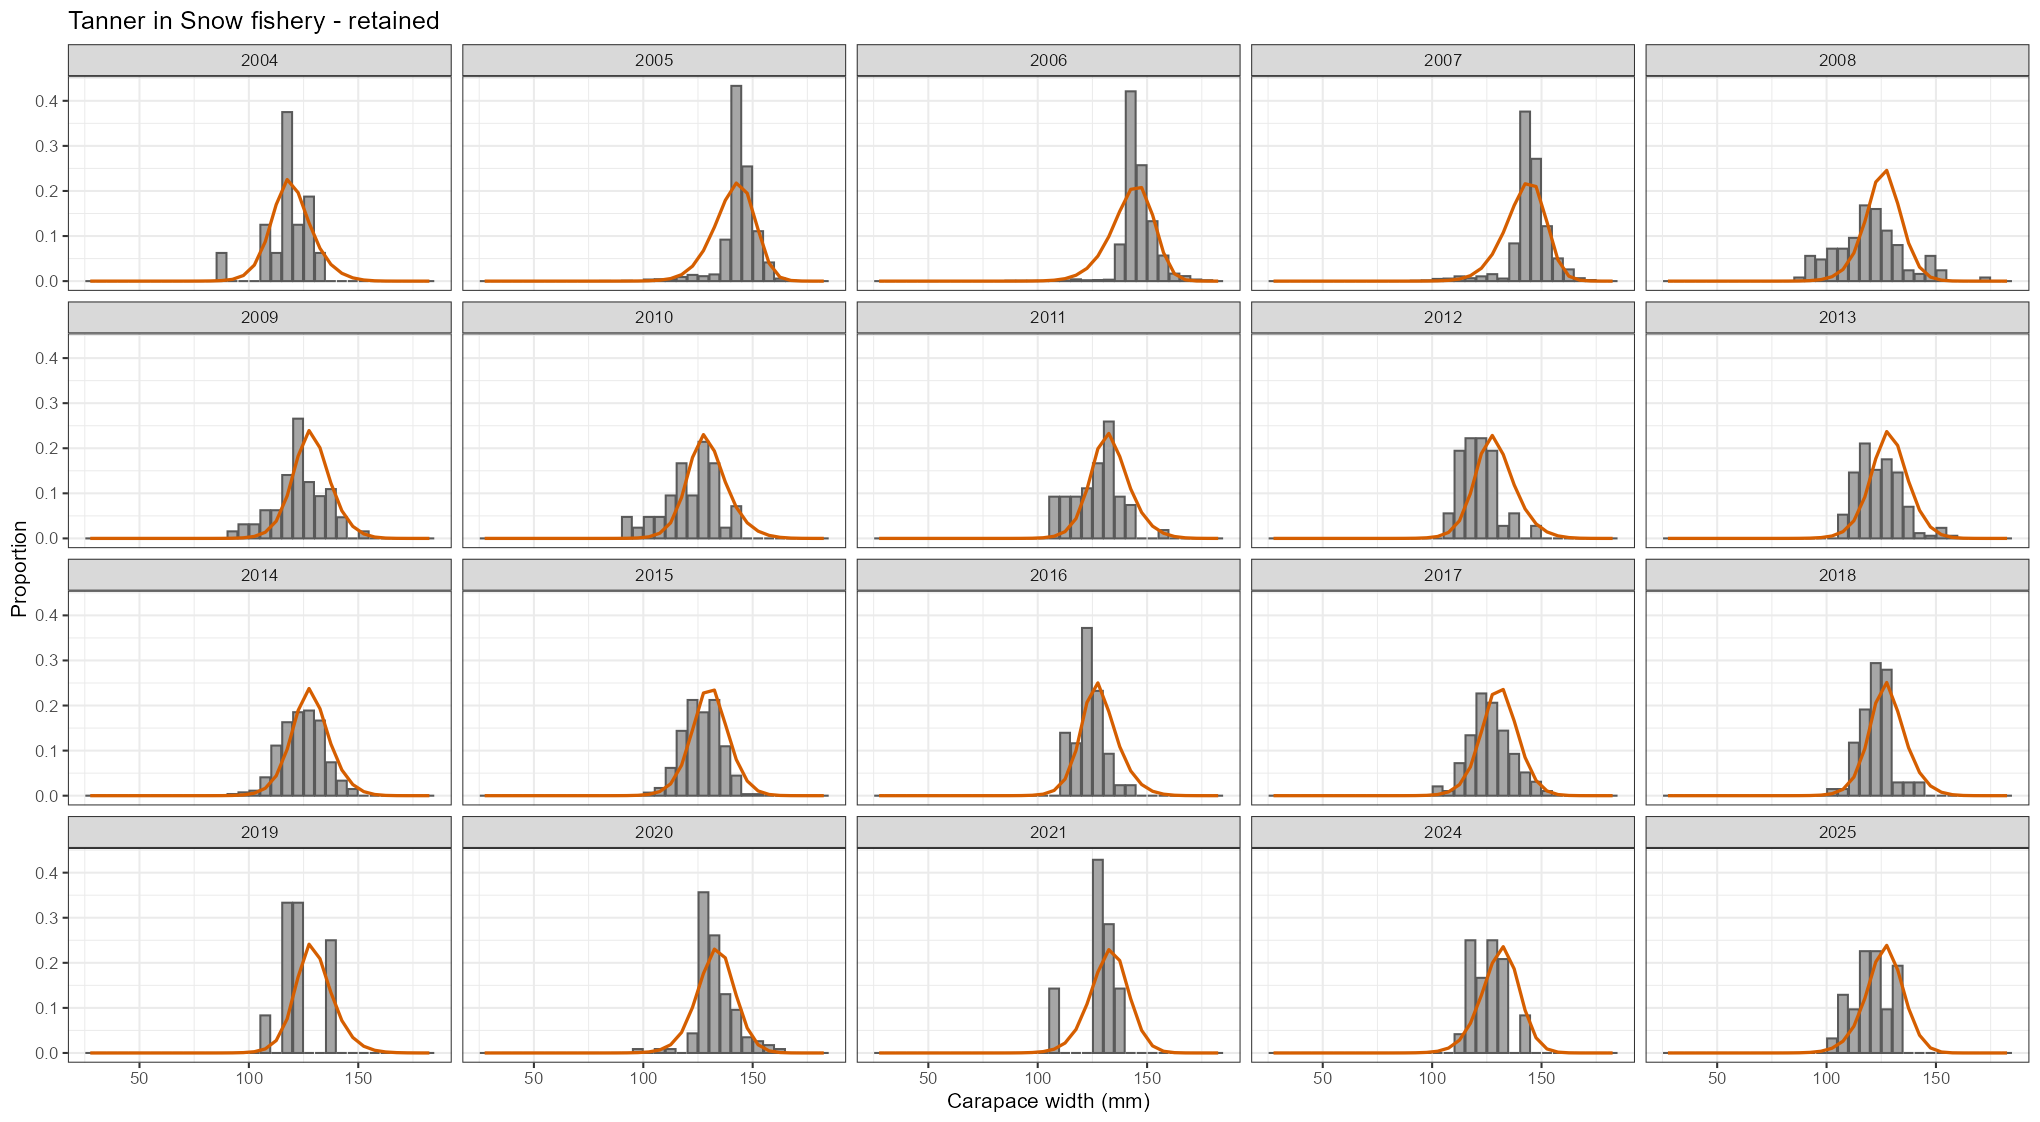 Tanner in Snow fishery - retained
2004 2005 2006 2007 2008
0.4
0.3
0.2
0.1
0.0
2009 2010 2011 2012 2013
0.4
0.3
0.2
0.1
0.0
2014 2015 2016 2017 2018
0.4
0.3
0.2
0.1
0.0
2019 2020 2021 2024 2025
0.4
0.3
0.2
0.1
0.0
50 100 150 50 100 150 50 100 150 50 100 150 50 100 150
Carapace width (mm)
Proportion